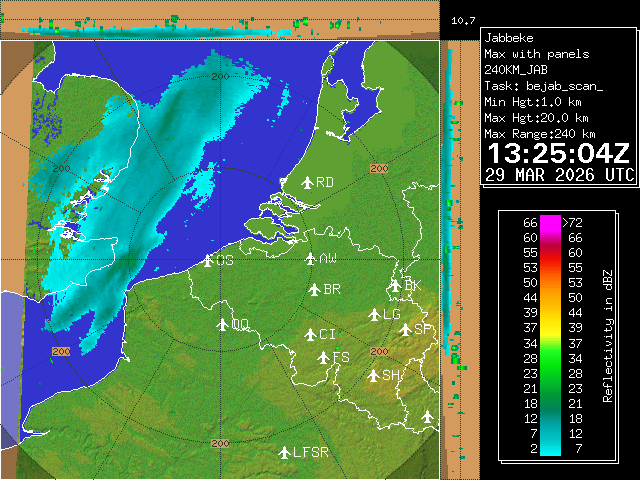 10.7
Jabbeke
Max with panels
240KM_JAB
Task: bejab_scan_
Min Hgt:1.0 km
Max Hgt:20.0 km
Max Range:240 km
13:25:04Z
29 MAR 2026 UTC
200
200
200
RD
OS
AW
BR
BK
LG
QQ
CI
SP
200
FS
200
SH
200
LFSR
66 >72
60 66
55 60
53 55
50 53
44 50
39 44
37 39
34 37
28 34
23 28
21 23
18 21
12 18
7 12
2 7
Reflectivity in dBZ